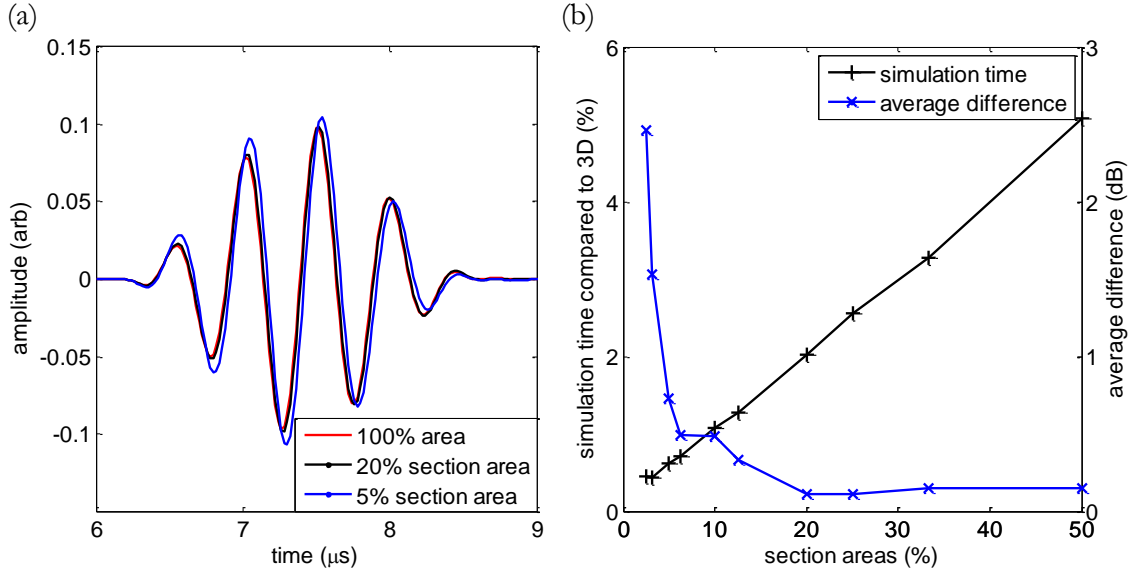 (a)
0.15
0.1
0.05
0
-0.05
-0.1
amplitude (arb)
6
7
8
9
time (μs)
100% area
20% section area
5% section area
(b)
6
4
2
0
simulation time compared to 3D (%)
3
2
1
0
average difference (dB)
0
10
20
30
40
50
section areas (%)
simulation time
average difference